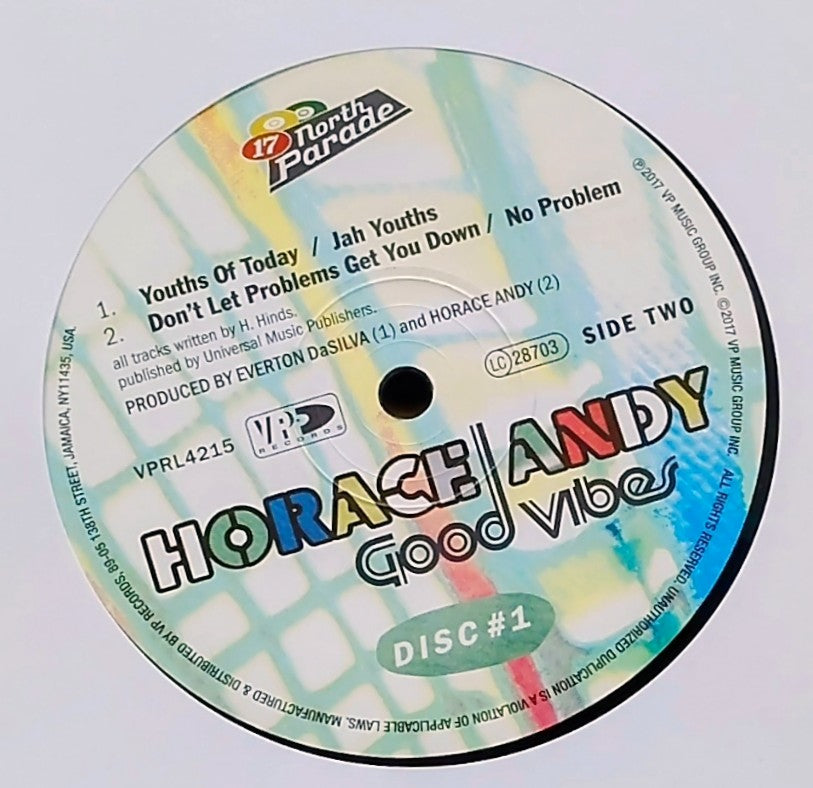 17 North
Parade
1. Youths Of Today / Jah Youths
2. Don't Let Problems Get You Down / No Problem
all tracks written by H. Hinds.
published by Universal Music Publishers.
PRODUCED BY EVERTON DaSILVA (1) and HORACE ANDY (2)
VPRL4215
VP
RECORDS
LC 28703
SIDE TWO
HORACE ANDY
Good Vibes
DISC #1
℗2017 VP MUSIC GROUP INC. ©2017 VP MUSIC GROUP INC. ALL RIGHTS RESERVED. UNAUTHORIZED DUPLICATION IS A VIOLATION OF APPLICABLE LAWS. MANUFACTURED & DISTRIBUTED BY VP RECORDS, 89-05 138TH STREET, JAMAICA, NY11435, USA.